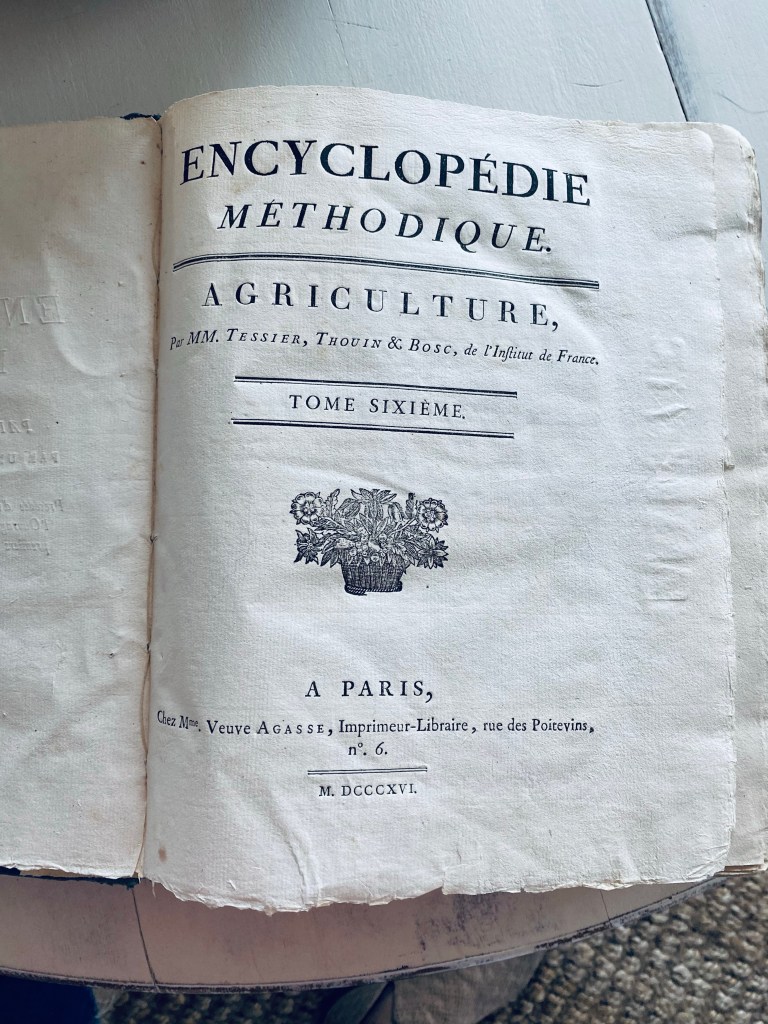 ENCYCLOPÉDIE
MÉTHODIQUE.
AGRICULTURE,
Par MM. TESSIER, THOUIN & BOSC, de l'Inſtitut de France.
TOME SIXIÈME.
A PARIS,
Chez Mme. Veuve AGASSE, Imprimeur-Libraire, rue des Poitevins,
nº. 6.
M. DCCCXVI.